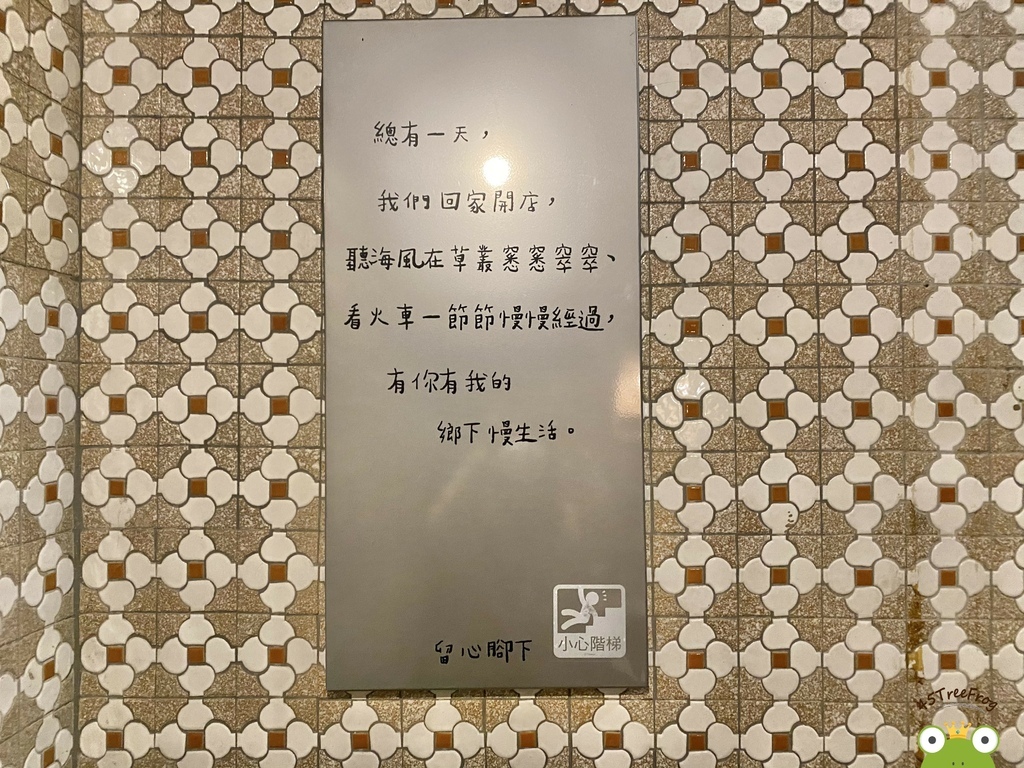 總有一天，
我們回家開店，
聽海風在草叢窸窸窣窣、
看火車一節節慢慢經過，
有你有我的
鄉下慢生活。
留心腳下
小心階梯
#5TreeFrog